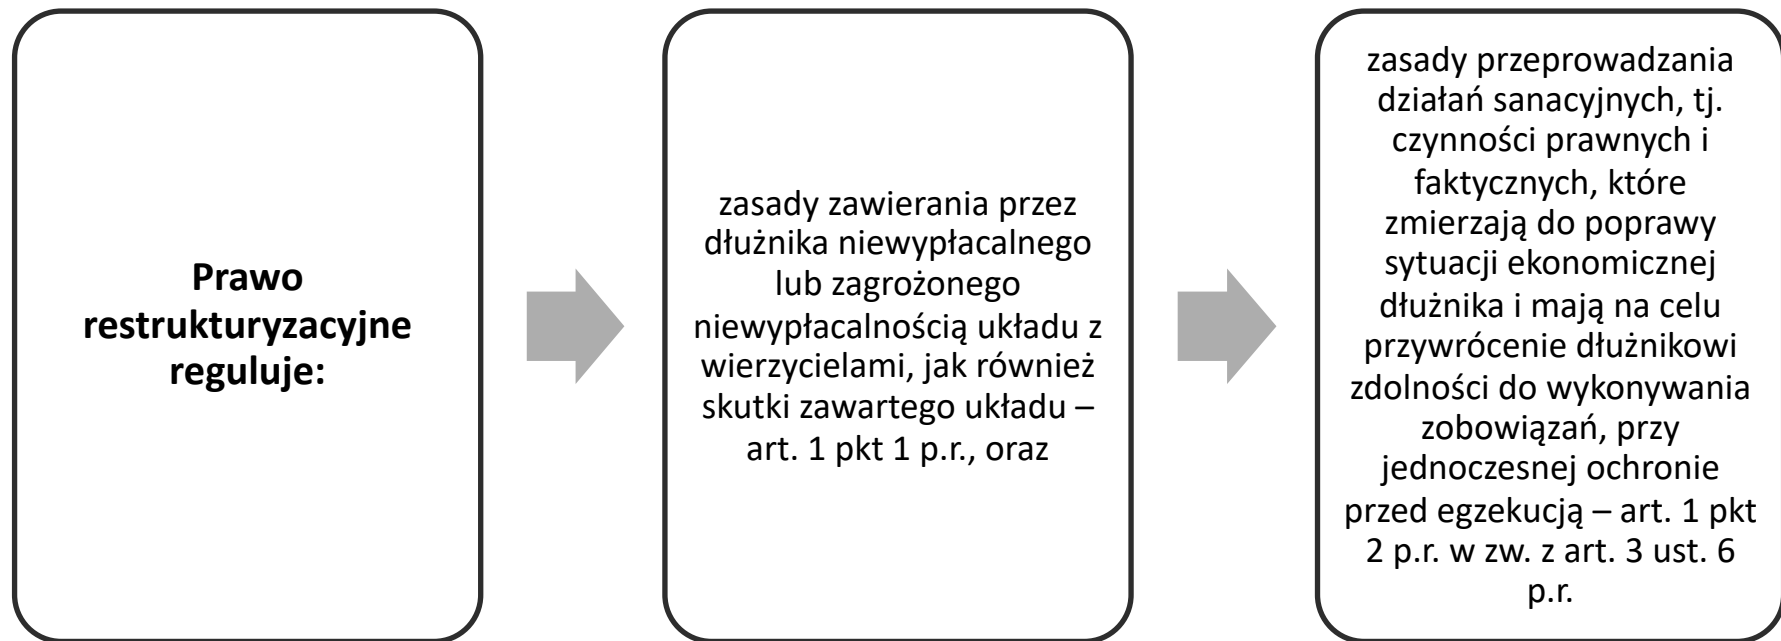 Prawo
restrukturyzacyjne
reguluje:
zasady zawierania przez
dłużnika niewypłacalnego
lub zagrożonego
niewypłacalnością układu z
wierzycielami, jak również
skutki zawartego układu –
art. 1 pkt 1 p.r., oraz
zasady przeprowadzania
działań sanacyjnych, tj.
czynności prawnych i
faktycznych, które
zmierzają do poprawy
sytuacji ekonomicznej
dłużnika i mają na celu
przywrócenie dłużnikowi
zdolności do wykonywania
zobowiązań, przy
jednoczesnej ochronie
przed egzekucją – art. 1 pkt
2 p.r. w zw. z art. 3 ust. 6
p.r.